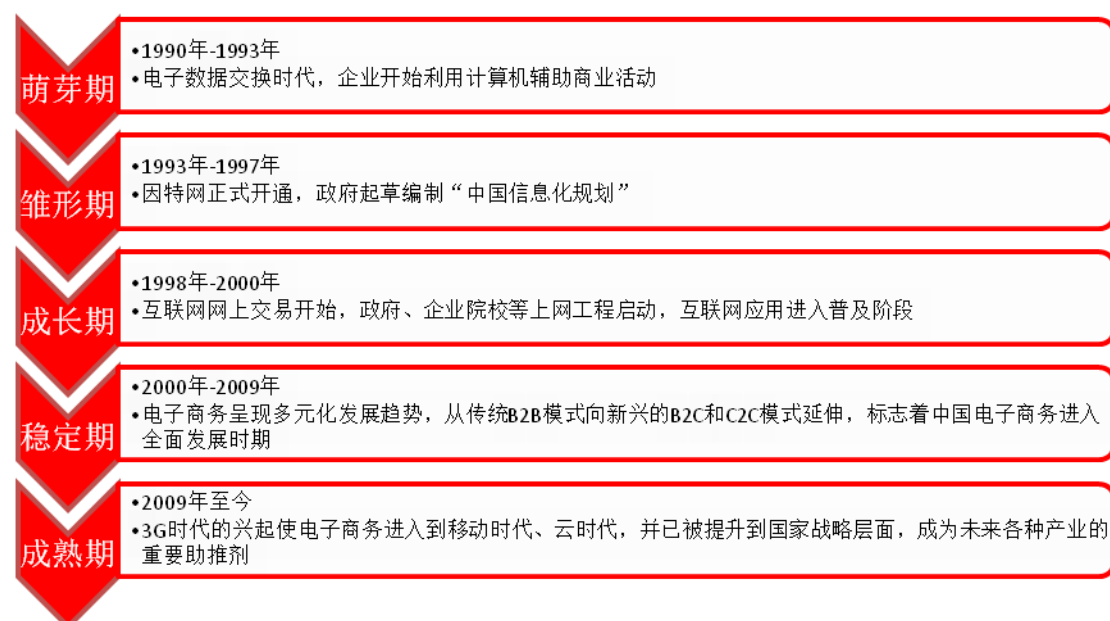 萌芽期
•1990年-1993年
•电子数据交换时代，企业开始利用计算机辅助商业活动
雏形期
•1993年-1997年
•因特网正式开通，政府起草编制“中国信息化规划”
成长期
•1998年-2000年
•互联网网上交易开始，政府、企业院校等上网工程启动，互联网应用进入普及阶段
稳定期
•2000年-2009年
•电子商务呈现多元化发展趋势，从传统B2B模式向新兴的B2C和C2C模式延伸，标志着中国电子商务进入
全面发展时期
成熟期
•2009年至今
•3G时代的兴起使电子商务进入到移动时代、云时代，并已被提升到国家战略层面，成为未来各种产业的
重要助推剂